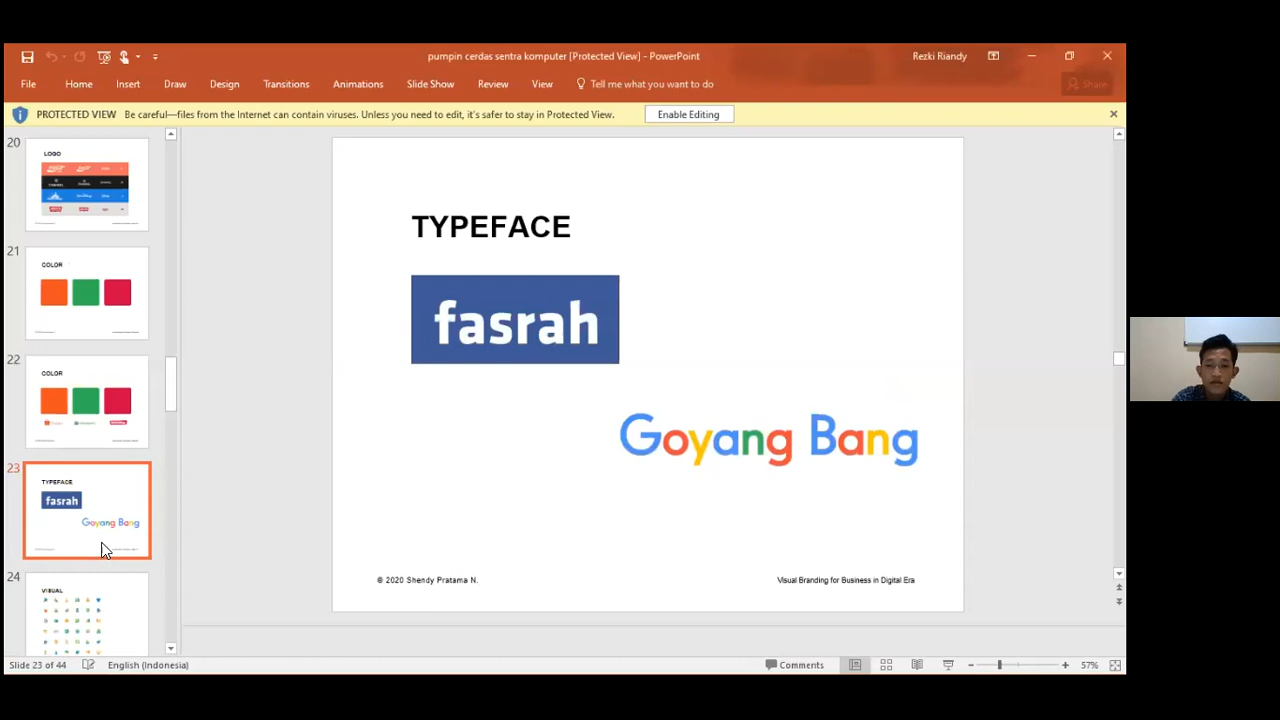 pumpin cerdas sentra komputer [Protected View] - PowerPoint
Rezki Riandy
File Home Insert Draw Design Transitions Animations Slide Show Review View Tell me what you want to do Share
PROTECTED VIEW Be careful—files from the Internet can contain viruses. Unless you need to edit, it's safer to stay in Protected View. Enable Editing
20
LOGO
21
COLOR
22
COLOR
23
TYPEFACE
fasrah
Goyang Bang
24
VISUAL
TYPEFACE
fasrah
Goyang Bang
© 2020 Shendy Pratama N.
Visual Branding for Business in Digital Era
Slide 23 of 44 English (Indonesia) Comments 57%